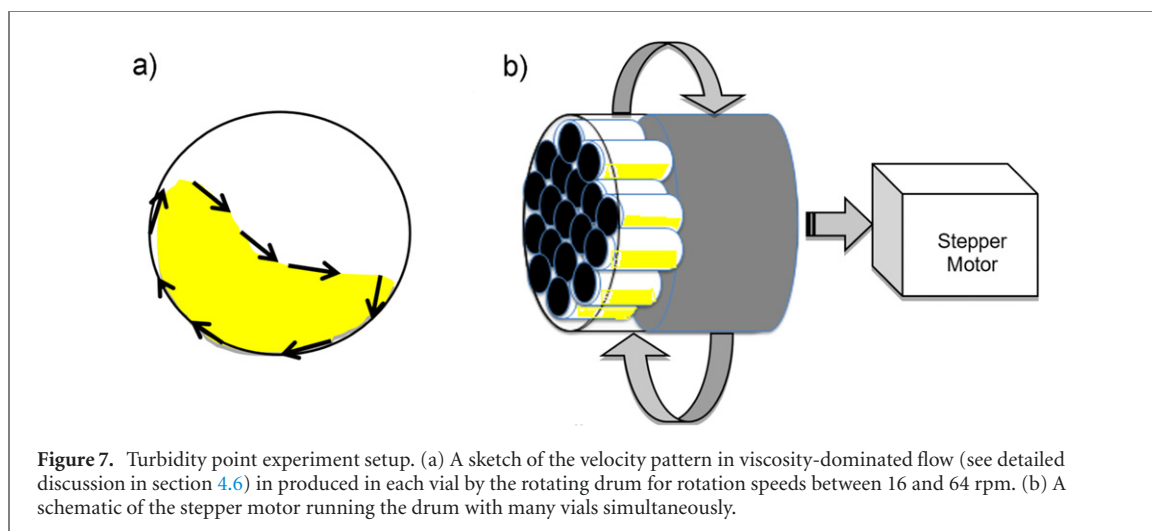 a)
b)
Stepper
Motor
Figure 7. Turbidity point experiment setup. (a) A sketch of the velocity pattern in viscosity-dominated flow (see detailed
discussion in section 4.6) in produced in each vial by the rotating drum for rotation speeds between 16 and 64 rpm. (b) A
schematic of the stepper motor running the drum with many vials simultaneously.